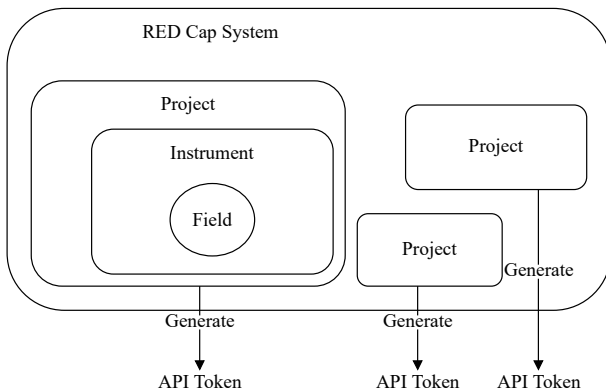 RED Cap System
Project
Instrument
Field
Project
Project
Generate
Generate
Generate
API Token
API Token
API Token